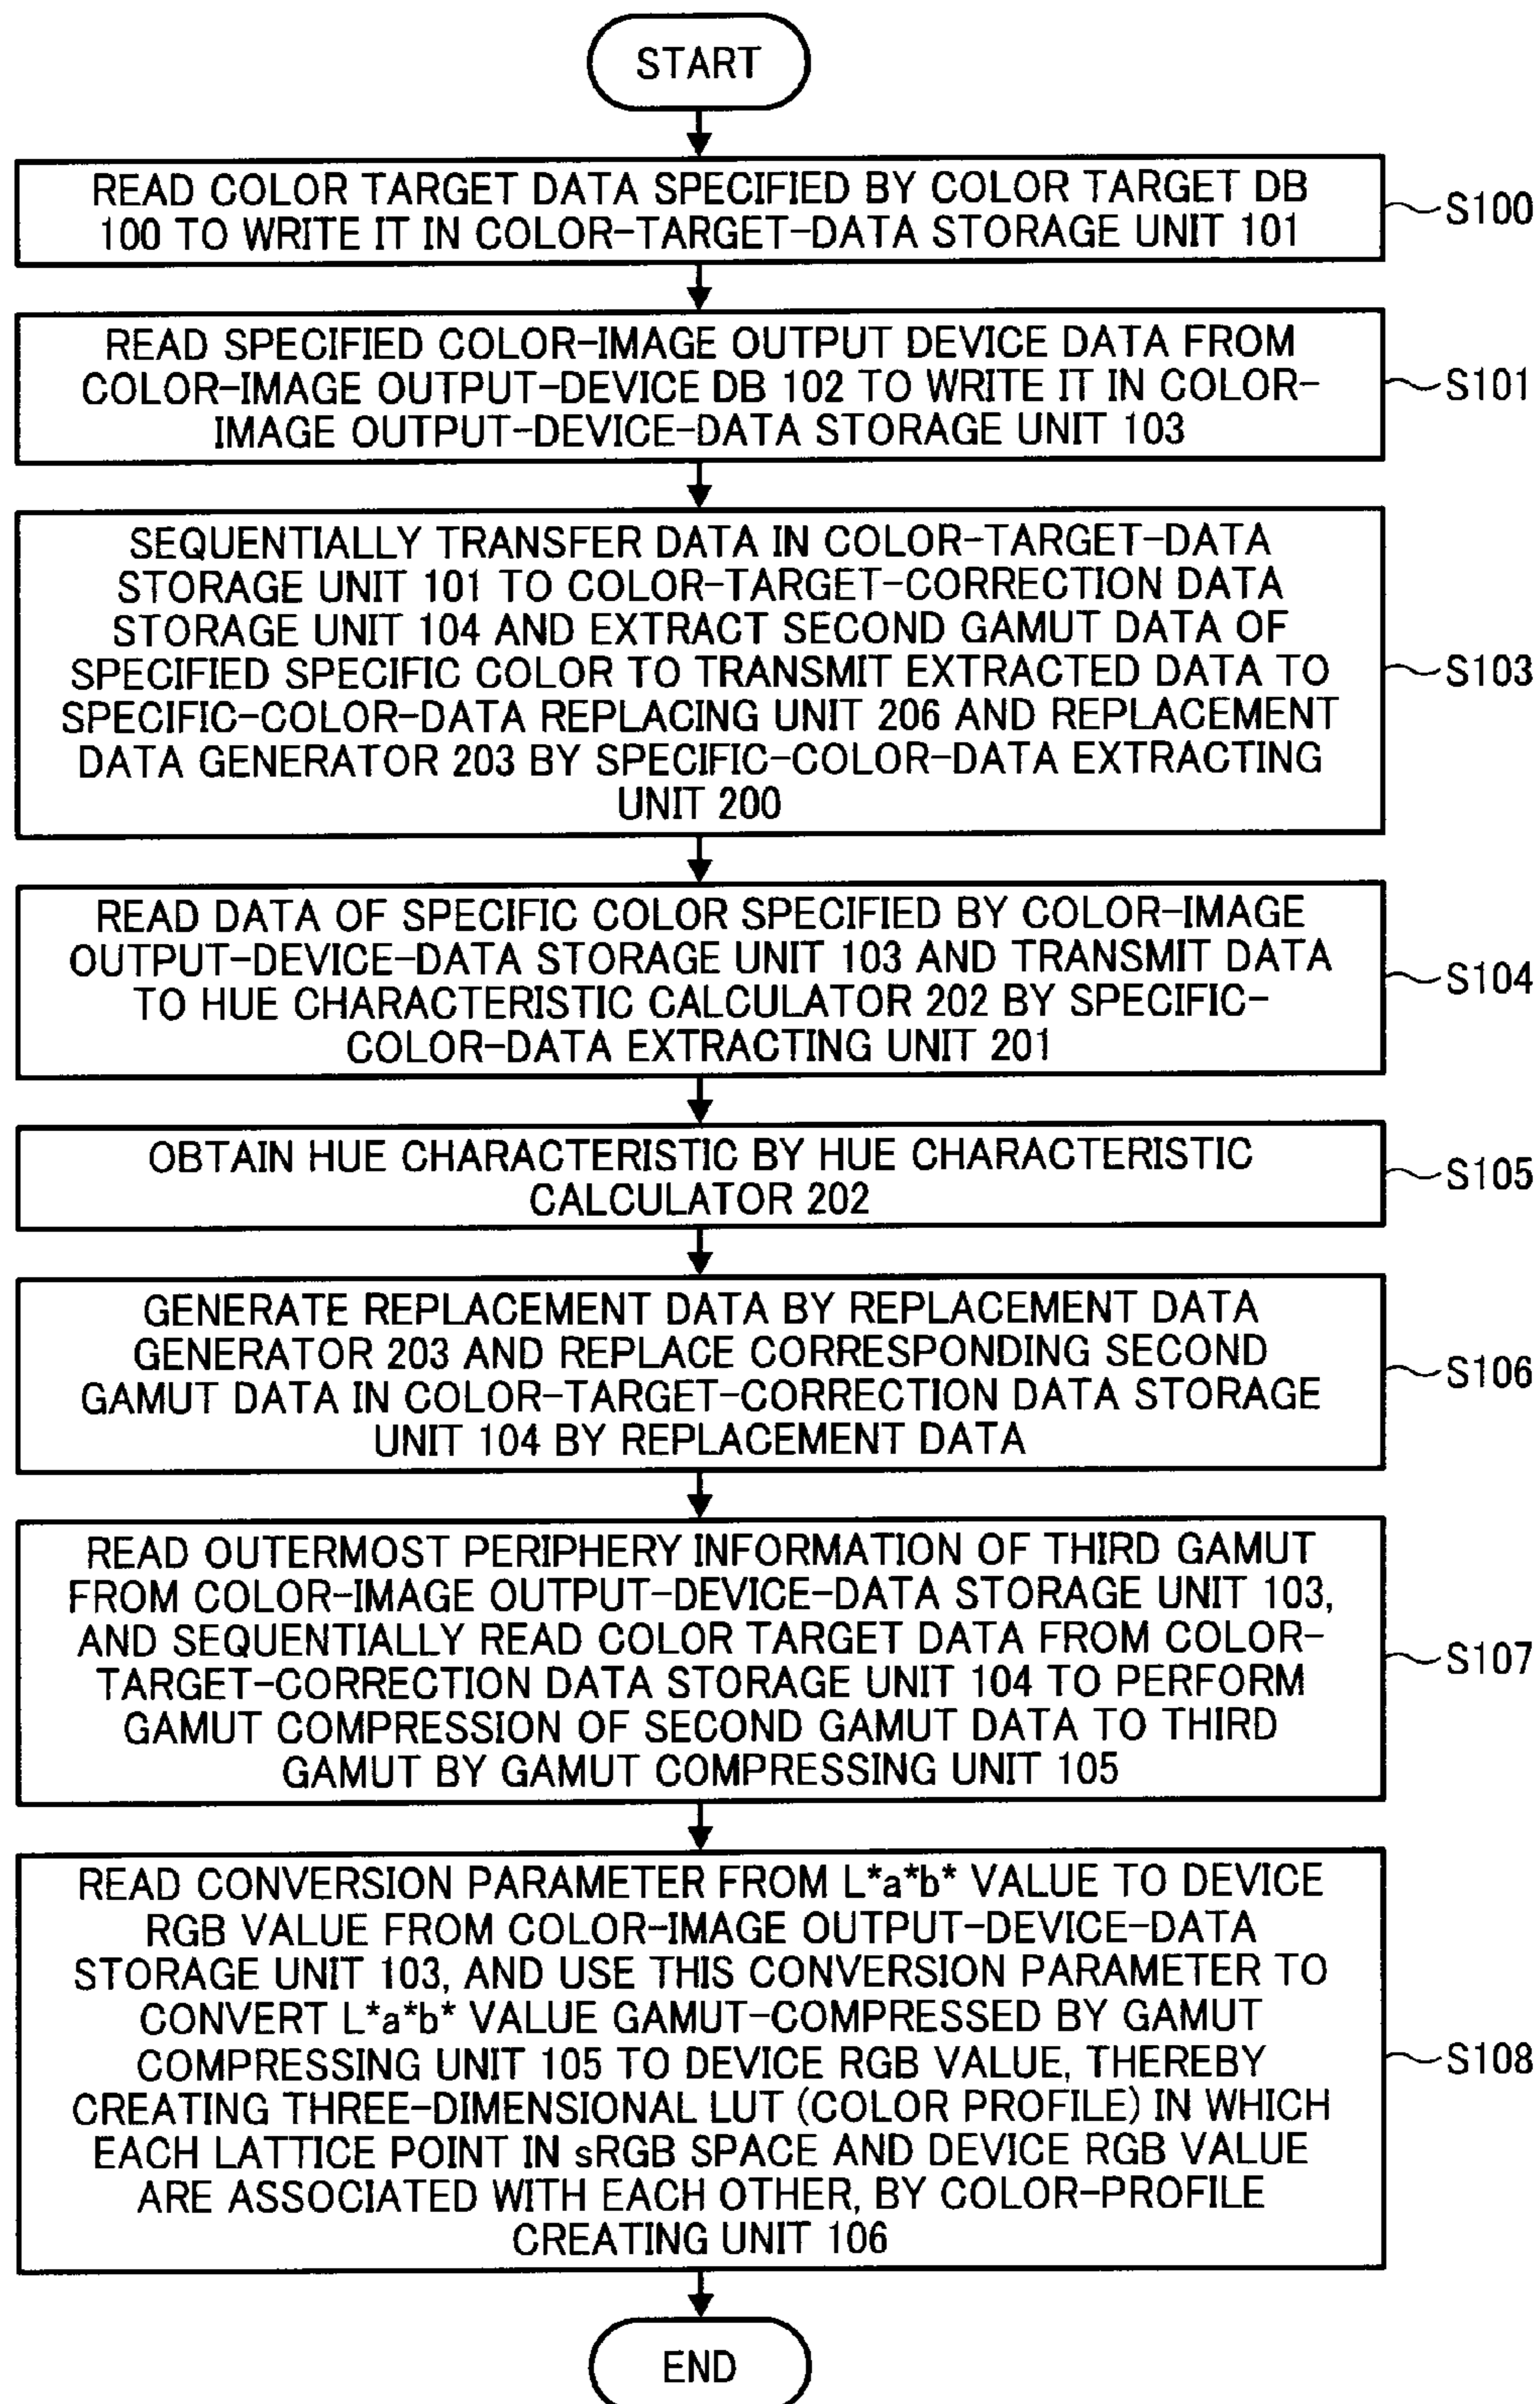 START
READ COLOR TARGET DATA SPECIFIED BY COLOR TARGET DB
100 TO WRITE IT IN COLOR-TARGET-DATA STORAGE UNIT 101
S100
READ SPECIFIED COLOR-IMAGE OUTPUT DEVICE DATA FROM
COLOR-IMAGE OUTPUT-DEVICE DB 102 TO WRITE IT IN COLOR-
IMAGE OUTPUT-DEVICE-DATA STORAGE UNIT 103
S101
SEQUENTIALLY TRANSFER DATA IN COLOR-TARGET-DATA
STORAGE UNIT 101 TO COLOR-TARGET-CORRECTION DATA
STORAGE UNIT 104 AND EXTRACT SECOND GAMUT DATA OF
SPECIFIED SPECIFIC COLOR TO TRANSMIT EXTRACTED DATA TO
SPECIFIC-COLOR-DATA REPLACING UNIT 206 AND REPLACEMENT
DATA GENERATOR 203 BY SPECIFIC-COLOR-DATA EXTRACTING
UNIT 200
S103
READ DATA OF SPECIFIC COLOR SPECIFIED BY COLOR-IMAGE
OUTPUT-DEVICE-DATA STORAGE UNIT 103 AND TRANSMIT DATA
TO HUE CHARACTERISTIC CALCULATOR 202 BY SPECIFIC-
COLOR-DATA EXTRACTING UNIT 201
S104
OBTAIN HUE CHARACTERISTIC BY HUE CHARACTERISTIC
CALCULATOR 202
S105
GENERATE REPLACEMENT DATA BY REPLACEMENT DATA
GENERATOR 203 AND REPLACE CORRESPONDING SECOND
GAMUT DATA IN COLOR-TARGET-CORRECTION DATA STORAGE
UNIT 104 BY REPLACEMENT DATA
S106
READ OUTERMOST PERIPHERY INFORMATION OF THIRD GAMUT
FROM COLOR-IMAGE OUTPUT-DEVICE-DATA STORAGE UNIT 103,
AND SEQUENTIALLY READ COLOR TARGET DATA FROM COLOR-
TARGET-CORRECTION DATA STORAGE UNIT 104 TO PERFORM
GAMUT COMPRESSION OF SECOND GAMUT DATA TO THIRD
GAMUT BY GAMUT COMPRESSING UNIT 105
S107
READ CONVERSION PARAMETER FROM L*a*b* VALUE TO DEVICE
RGB VALUE FROM COLOR-IMAGE OUTPUT-DEVICE-DATA
STORAGE UNIT 103, AND USE THIS CONVERSION PARAMETER TO
CONVERT L*a*b* VALUE GAMUT-COMPRESSED BY GAMUT
COMPRESSING UNIT 105 TO DEVICE RGB VALUE, THEREBY
CREATING THREE-DIMENSIONAL LUT (COLOR PROFILE) IN WHICH
EACH LATTICE POINT IN sRGB SPACE AND DEVICE RGB VALUE
ARE ASSOCIATED WITH EACH OTHER, BY COLOR-PROFILE
CREATING UNIT 106
S108
END